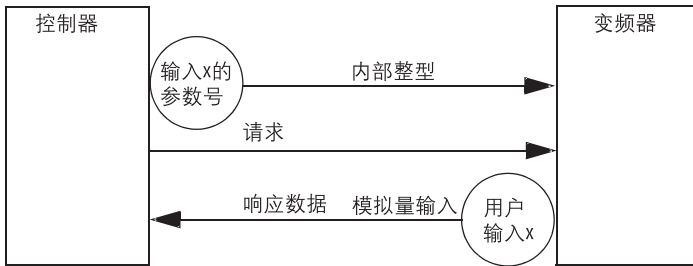 控制器
变频器
输入x的
参数号
内部整型
请求
响应数据
模拟量输入
用户
输入x